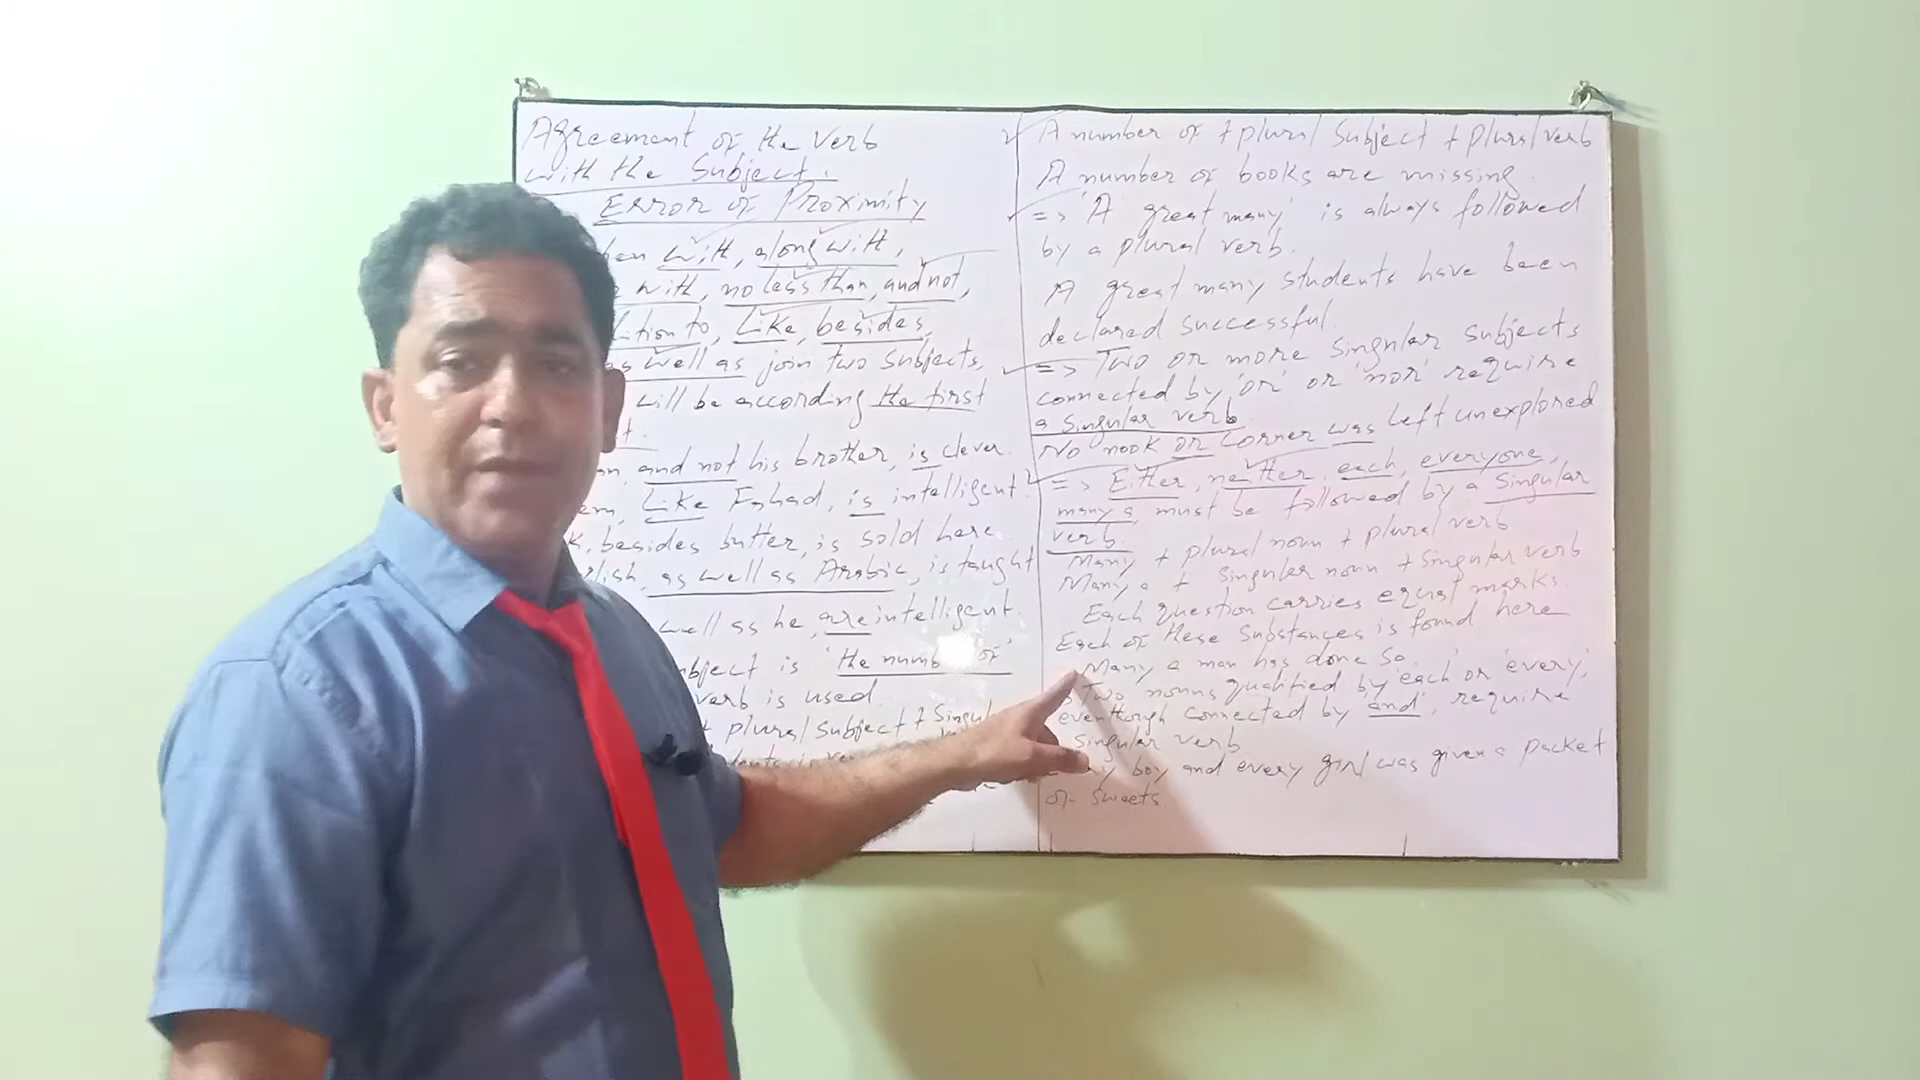 Agreement of the Verb
with the Subject.
Error of Proximity
with, along with,
with, no less than, and not,
to, Like, besides,
as well as join two subjects,
will be according the first
and not his brother, is clever.
Like Fahad, is intelligent.
besides butter, is sold here.
as well as Arabic, is taught
well as he, are intelligent.
is 'the number of'
verb is used.
+ plural subject +
A number of + plural subject + plural verb
A number of books are missing.
=> 'A great many' is always followed
by a plural verb.
A great many students have been
declared successful.
=> Two or more singular subjects
connected by 'or' or 'nor' require
a singular verb.
No nook or corner was left unexplored
=> Either, neither, each, everyone,
many a, must be followed by a singular
verb.
Many + plural noun + plural verb
Many a + singular noun + singular verb
Each question carries equal marks
Each of these substances is found here
Many a man has done so.
Two nouns qualified by 'each or 'every,'
eventhough connected by 'and', require
singular verb
boy and every girl was given a packet
of sweets.